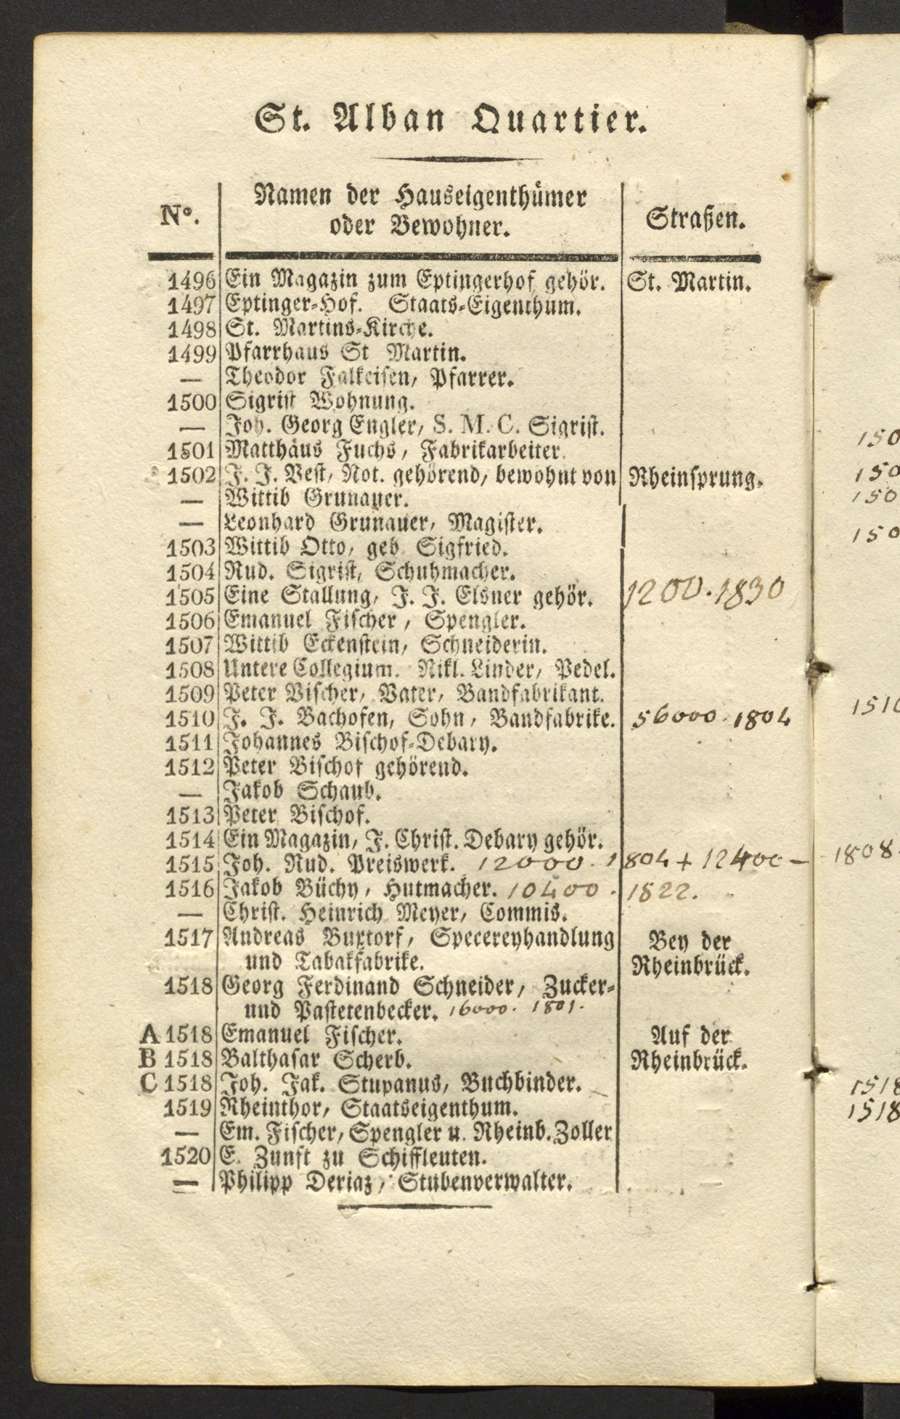 St. Alban Quartier.
No. Namen der Hauseigenthümer
oder Bewohner. Straßen.
1496 Ein Magazin zum Eptingerhof gehör. St. Martin.
1497 Eptinger-Hof. Staats-Eigenthum.
1498 St. Martins-Kirche.
1499 Pfarrhaus St Martin.
— Theodor Falkeisen, Pfarrer.
1500 Sigrist Wohnung.
— Joh. Georg Engler, S. M. C. Sigrist.
1501 Matthäus Fuchs, Fabrikarbeiter.
1502 J. J. Vest, Not. gehörend, bewohnt von Rheinsprung.
— Wittib Grunauer.
— Leonhard Grunauer, Magister.
1503 Wittib Otto, geb. Sigfried.
1504 Rud. Sigrist, Schuhmacher.
1505 Eine Stallung, J. J. Elsner gehör. 1200. 1830
1506 Emanuel Fischer, Spengler.
1507 Wittib Eckenstein, Schneiderin.
1508 Untere Collegium. Nikl. Linder, Pedel.
1509 Peter Vischer, Vater, Bandfabrikant.
1510 J. J. Bachofen, Sohn, Bandfabrike. 56000. 1804
1511 Johannes Bischof-Debary.
1512 Peter Bischof gehörend.
— Jakob Schaub.
1513 Peter Bischof.
1514 Ein Magazin, J. Christ. Debary gehör.
1515 Joh. Rud. Preiswerk. 12000. 1804 + 12400 —
1516 Jakob Büchy, Hutmacher. 10400. 1822.
— Christ. Heinrich Meyer, Commis.
1517 Andreas Buxtorf, Specereyhandlung Bey der
und Tabakfabrike. Rheinbrück.
1518 Georg Ferdinand Schneider, Zucker-
und Pastetenbecker. 16000. 1801.
A 1518 Emanuel Fischer. Auf der
B 1518 Balthasar Scherb. Rheinbrück.
C 1518 Joh. Jak. Stupanus, Buchbinder.
1519 Rheinthor, Staatseigenthum.
— Em. Fischer, Spengler u. Rheinb. Zoller
1520 E. Zunft zu Schiffleuten.
— Philipp Deriaz, Stubenverwalter.
150
150
150
150
1510
1808.
1518
1518